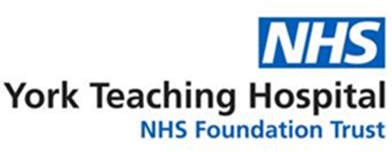 NHS
York Teaching Hospital
NHS Foundation Trust